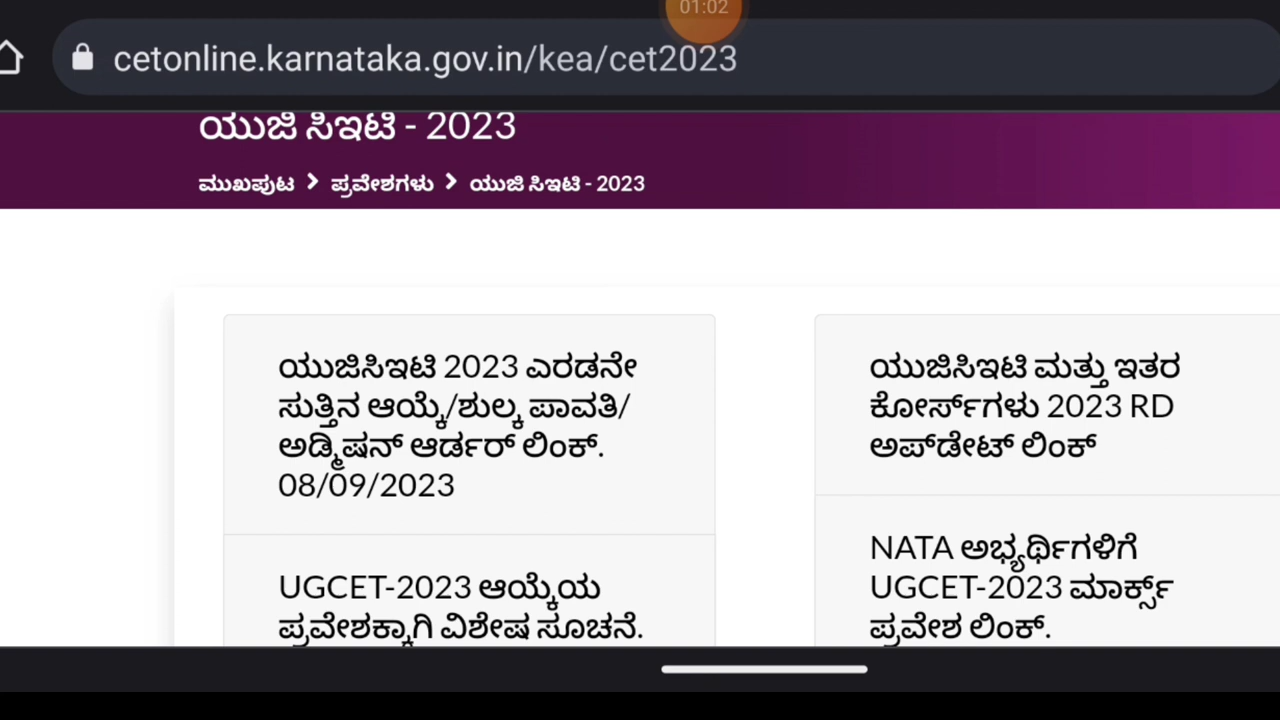 01:02
cetonline.karnataka.gov.in/kea/cet2023
ಯುಜಿ ಸಿಇಟಿ - 2023
ಮುಖಪುಟ > ಪ್ರವೇಶಗಳು > ಯುಜಿ ಸಿಇಟಿ - 2023
ಯುಜಿಸಿಇಟಿ 2023 ಎರಡನೇ
ಸುತ್ತಿನ ಆಯ್ಕೆ/ಶುಲ್ಕ ಪಾವತಿ/
ಅಡ್ಮಿಷನ್ ಆರ್ಡರ್ ಲಿಂಕ್.
08/09/2023
UGCET-2023 ಆಯ್ಕೆಯ
ಪ್ರವೇಶಕ್ಕಾಗಿ ವಿಶೇಷ ಸೂಚನೆ.
ಯುಜಿಸಿಇಟಿ ಮತ್ತು ಇತರ
ಕೋರ್ಸ್‌ಗಳು 2023 RD
ಅಪ್‌ಡೇಟ್ ಲಿಂಕ್
NATA ಅಭ್ಯರ್ಥಿಗಳಿಗೆ
UGCET-2023 ಮಾರ್ಕ್ಸ್
ಪ್ರವೇಶ ಲಿಂಕ್.